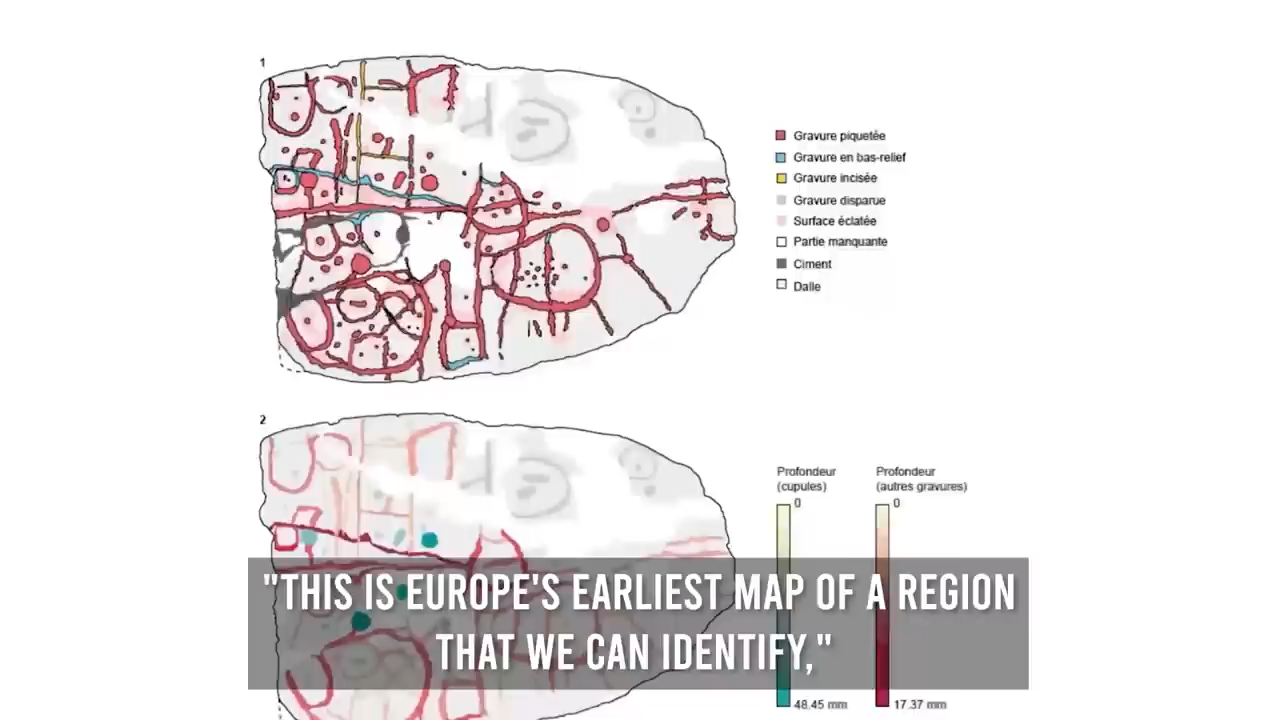 1
Gravure piquetée
Gravure en bas-relief
Gravure incisée
Gravure disparue
Surface éclatée
Partie manquante
Ciment
Dalle
2
Profondeur
(cupules)
0
48.45 mm
Profondeur
(autres gravures)
0
17.37 mm
"THIS IS EUROPE'S EARLIEST MAP OF A REGION
THAT WE CAN IDENTIFY,"